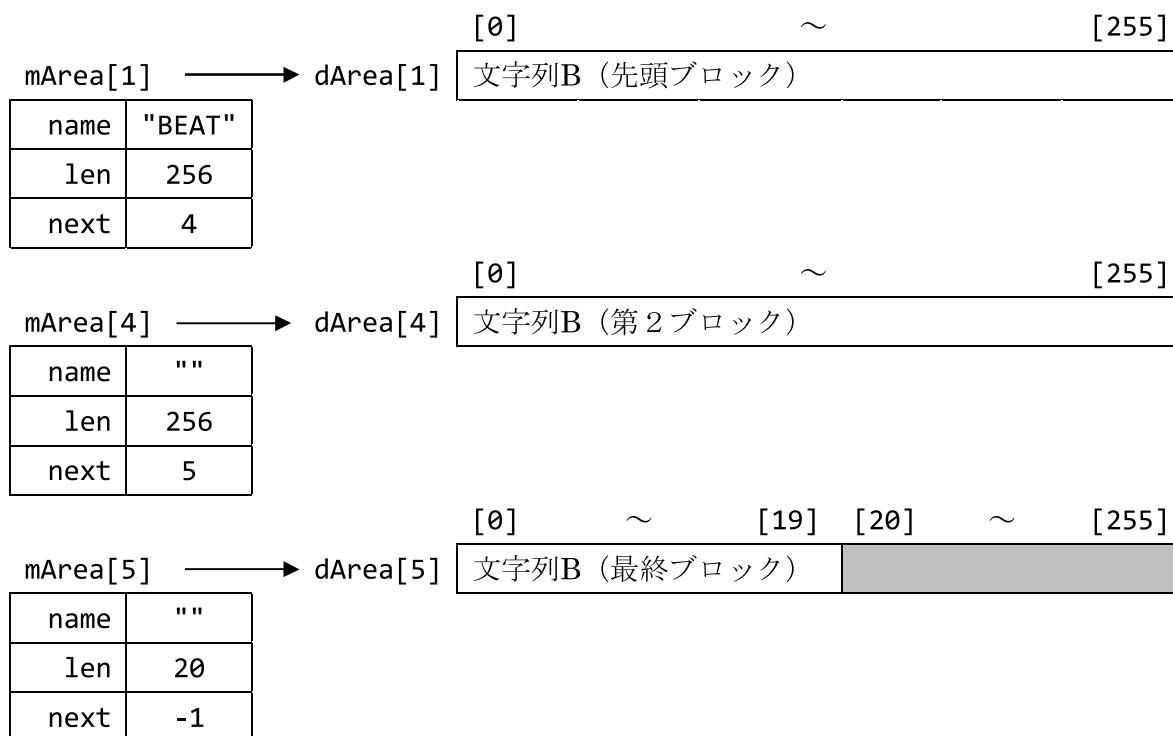 [0] ～ [255]
mArea[1] dArea[1] 文字列B（先頭ブロック）
name "BEAT"
len 256
next 4
[0] ～ [255]
mArea[4] dArea[4] 文字列B（第２ブロック）
name ""
len 256
next 5
[0] ～ [19] [20] ～ [255]
mArea[5] dArea[5] 文字列B（最終ブロック）
name ""
len 20
next -1